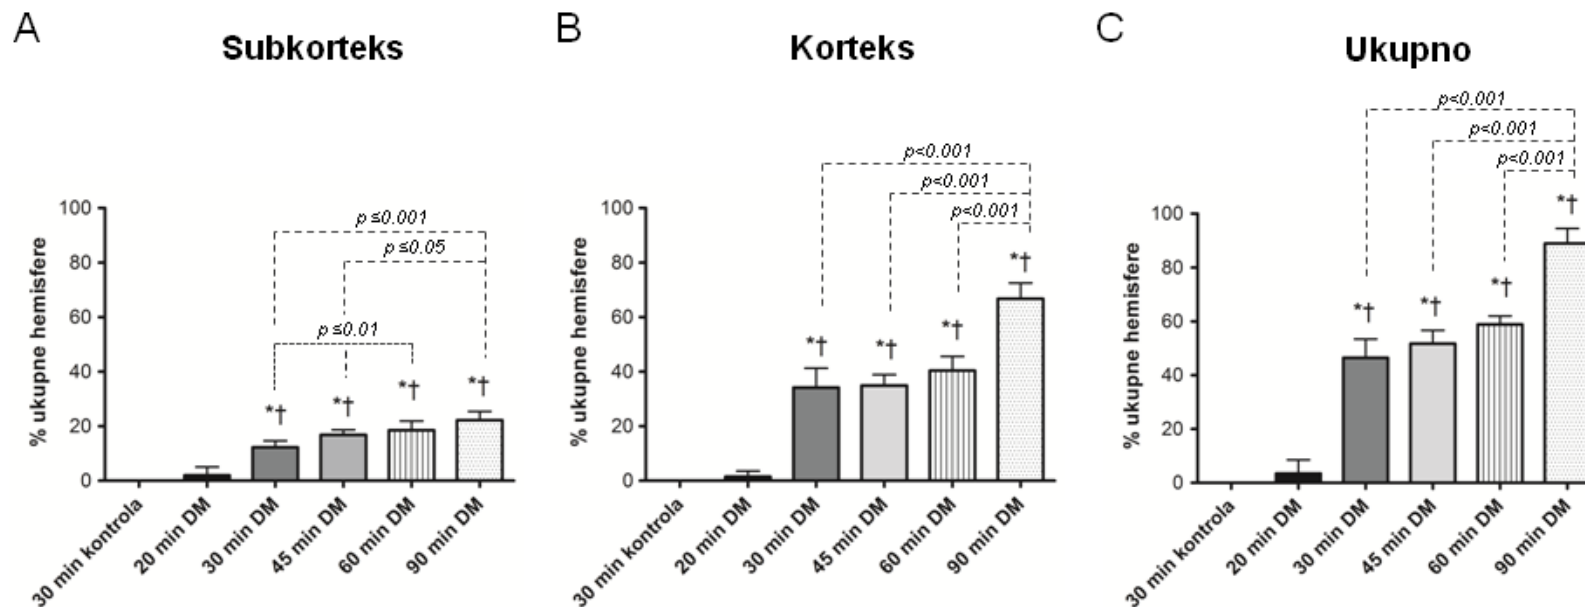 A
Subkorteks
% ukupne hemisfere
100
80
60
40
20
0
p ≤0.001
p ≤0.05
p ≤0.01
*†
*†
*†
*†
30 min kontrola
20 min DM
30 min DM
45 min DM
60 min DM
90 min DM
B
Korteks
% ukupne hemisfere
100
80
60
40
20
0
p<0.001
p<0.001
p<0.001
*†
*†
*†
*†
30 min kontrola
20 min DM
30 min DM
45 min DM
60 min DM
90 min DM
C
Ukupno
% ukupne hemisfere
100
80
60
40
20
0
p<0.001
p<0.001
p<0.001
*†
*†
*†
*†
30 min kontrola
20 min DM
30 min DM
45 min DM
60 min DM
90 min DM